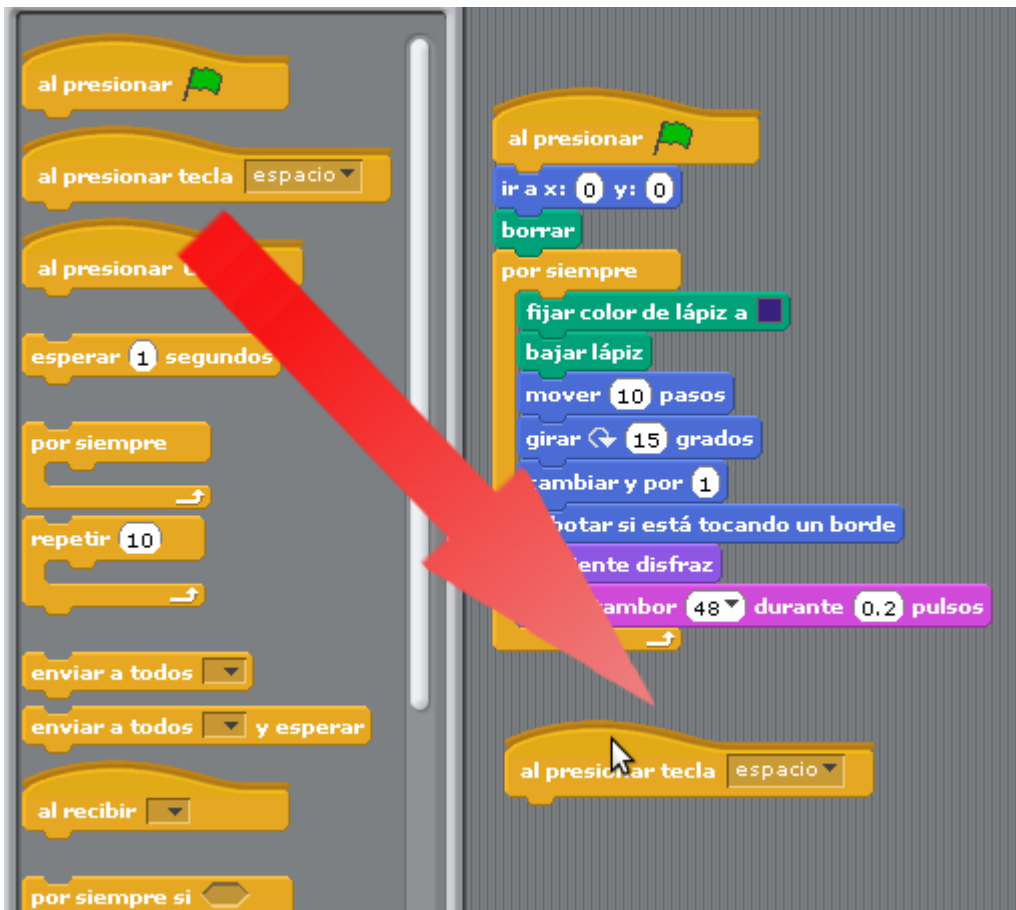 al presionar
al presionar tecla espacio
al presionar
esperar 1 segundos
por siempre
repetir 10
enviar a todos
enviar a todos y esperar
al recibir
por siempre si
al presionar
ir a x: 0 y: 0
borrar
por siempre
fijar color de lápiz a
bajar lápiz
mover 10 pasos
girar 15 grados
cambiar y por 1
si está tocando un borde
disfraz
tambor 48 durante 0.2 pulsos
al presionar tecla espacio